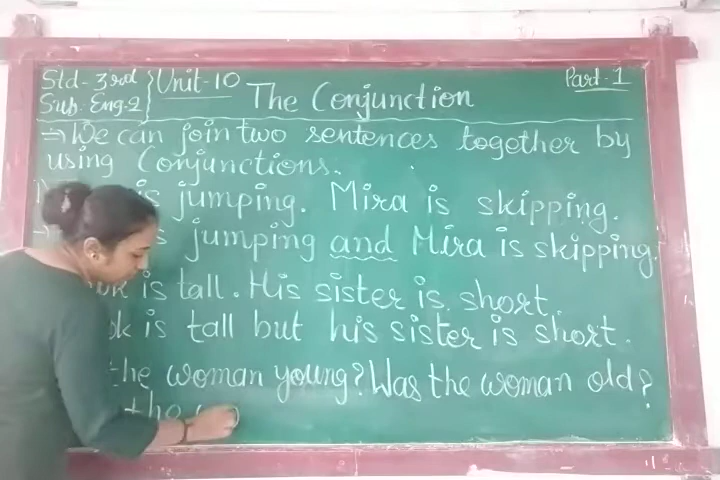 Std - 3rd } Unit - 10 Part - 1
Sub. Eng-2
The Conjunction
⇒ We can join two sentences together by
using Conjunctions.
is jumping. Mira is skipping.
jumping and Mira is skipping.
is tall. His sister is short.
is tall but his sister is short.
the woman young? Was the woman old?
the